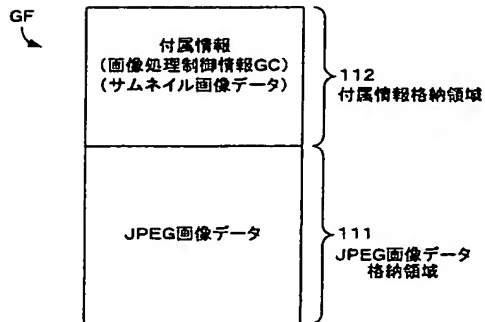 GF
付属情報
(画像処理制御情報GC)
(サムネイル画像データ)
112
付属情報格納領域
JPEG画像データ
111
JPEG画像データ
格納領域